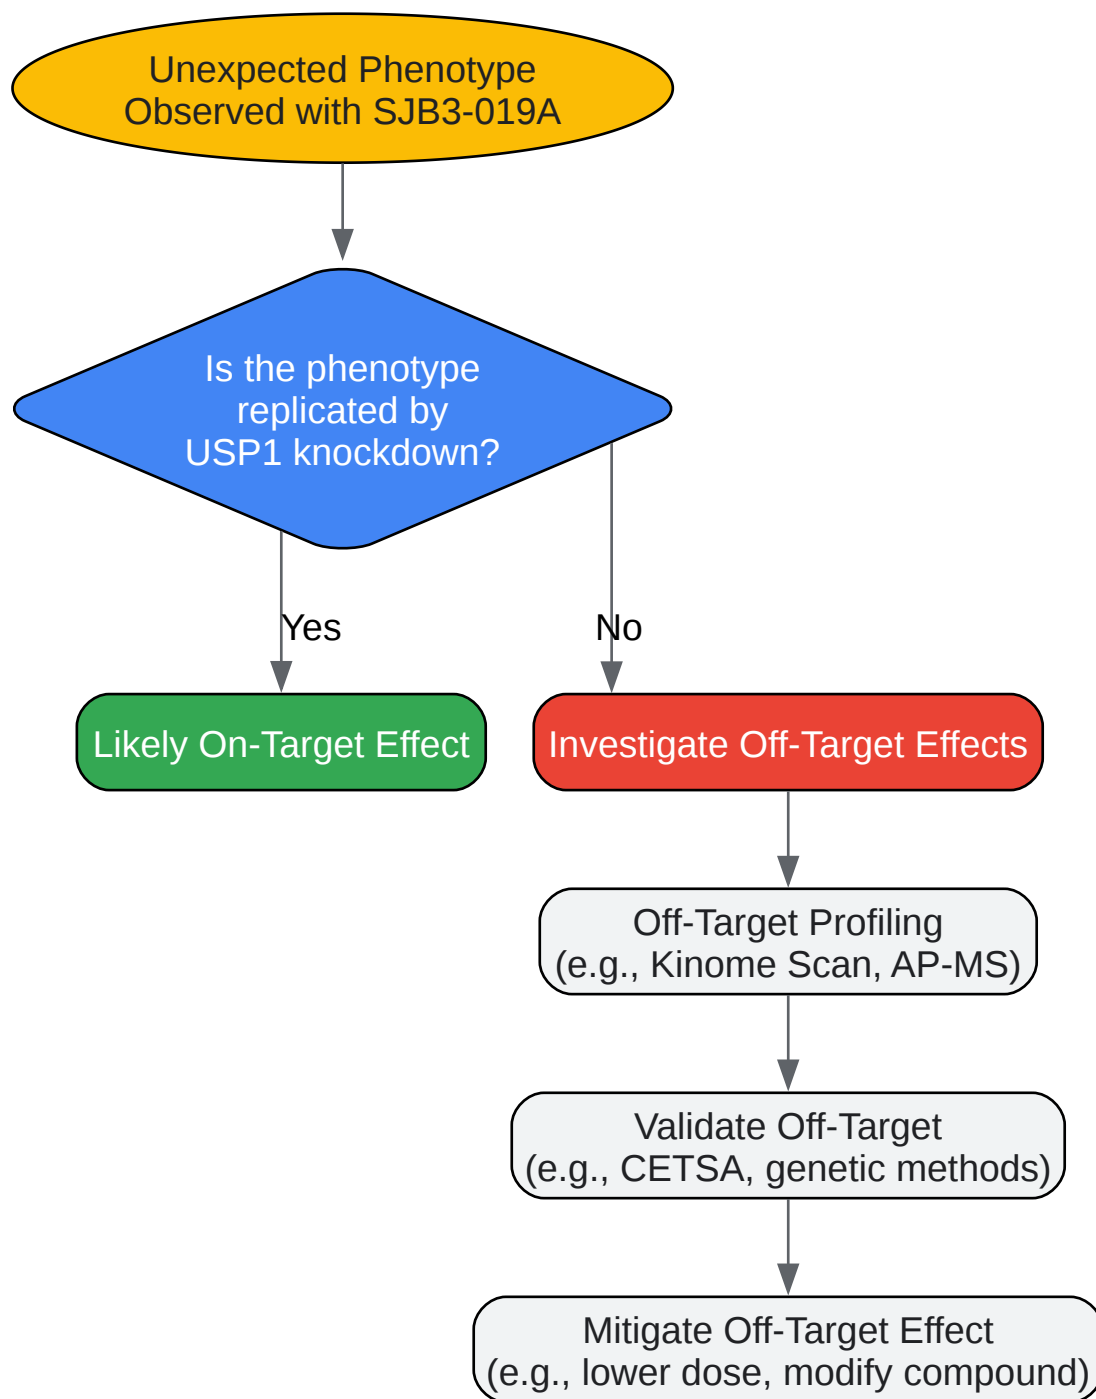 Unexpected Phenotype
Observed with SJB3-019A
Is the phenotype
replicated by
USP1 knockdown?
Yes
No
Likely On-Target Effect
Investigate Off-Target Effects
Off-Target Profiling
(e.g., Kinome Scan, AP-MS)
Validate Off-Target
(e.g., CETSA, genetic methods)
Mitigate Off-Target Effect
(e.g., lower dose, modify compound)